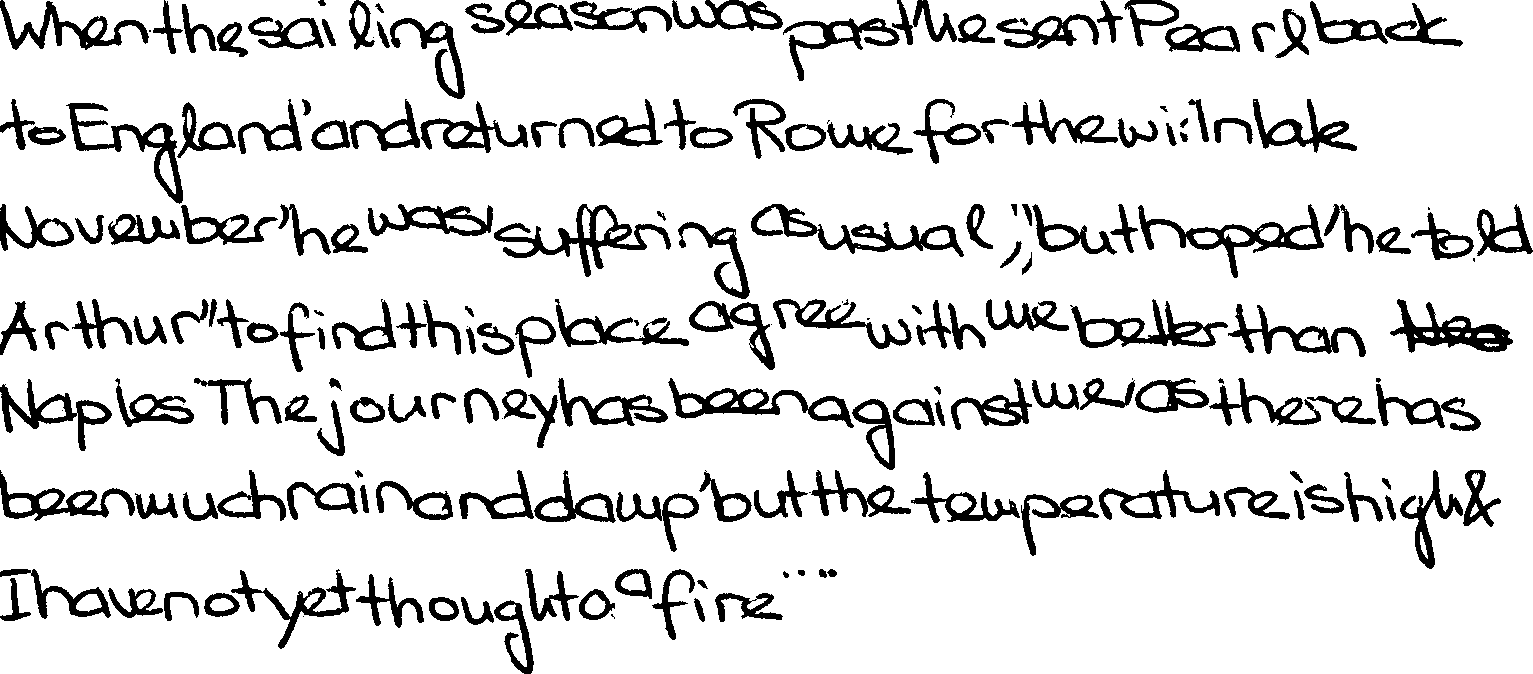 When the sailing season was past he sent Pearl back
to England' and returned to Rome for the wi: In late
November' he was' suffering as usual,," but hoped' he told
Arthur" to find this place agree with me better than
Naples The journey has been against me, as there has
been much rain and damp' but the temperature is high &
I have not yet thought o a fire ....